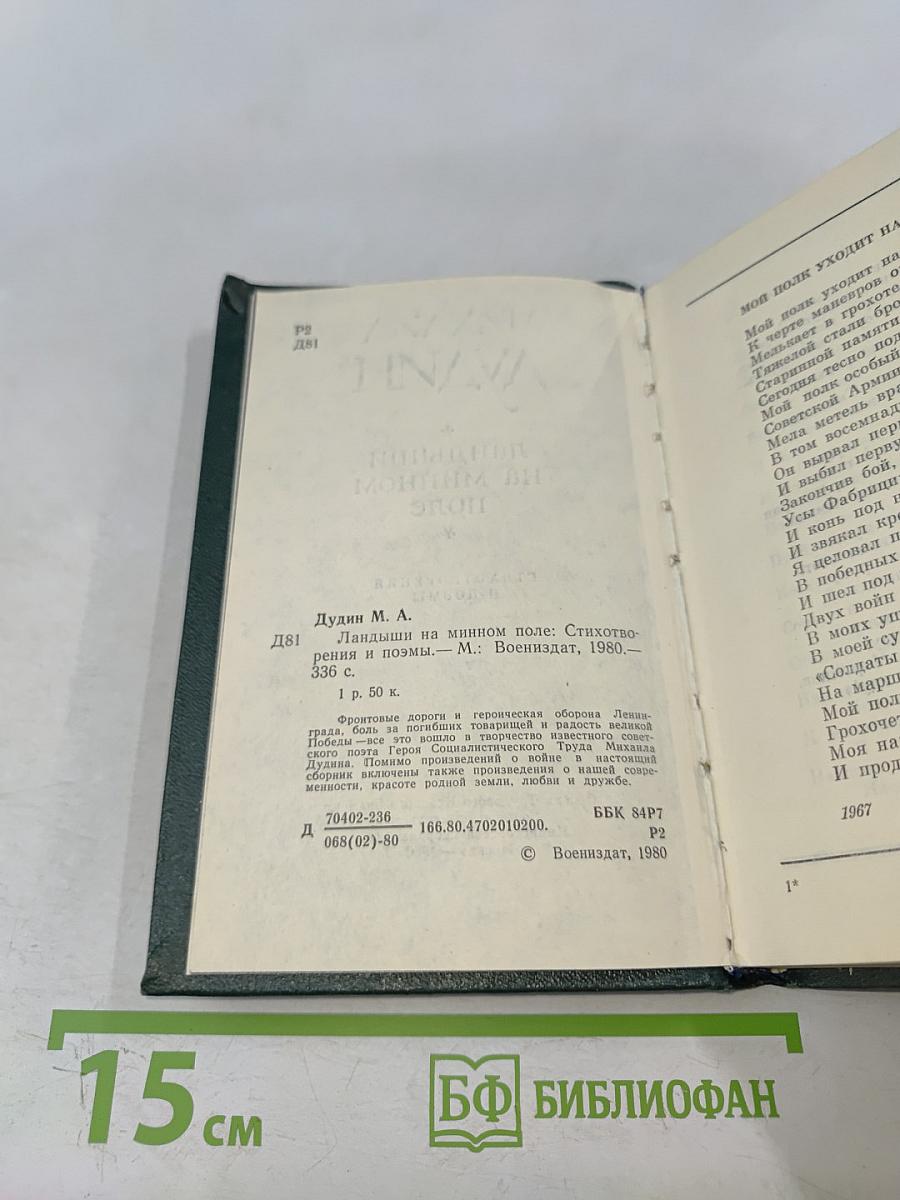 Р2
Д81
Дудин М. А.
Д81 Ландыши на минном поле: Стихотво-
рения и поэмы.— М.: Воениздат, 1980.—
336 с.
1 р. 50 к.
Фронтовые дороги и героическая оборона Ленин-
града, боль за погибших товарищей и радость великой
Победы—все это вошло в творчество известного совет-
ского поэта Героя Социалистического Труда Михаила
Дудина. Помимо произведений о войне в настоящий
сборник включены также произведения о нашей совре-
менности, красоте родной земли, любви и дружбе.
Д 70402-236
068(02)-80
166.80.4702010200.
ББК 84Р7
Р2
© Воениздат, 1980
МОЙ ПОЛК УХОДИТ НА
Мой полк уходит на
К черте маневров
Мелькает в грохоте
Тяжелой стали бро
Старинной памяти
Сегодня тесно под
Мой полк особый
Советской Армии
Мела метель вра
В том восемнад
Он вырвал пер
И выбил перву
Закончив бой,
Усы Фабрици
И конь под
И звякал кре
Я целовал п
В победных
И шел под
Двух войн
В моих уш
В моей су
«Солдаты
На марш
Мой пол
Грохочет
Моя на
И прод
1967
1*
15 см
БФ БИБЛИОФАН